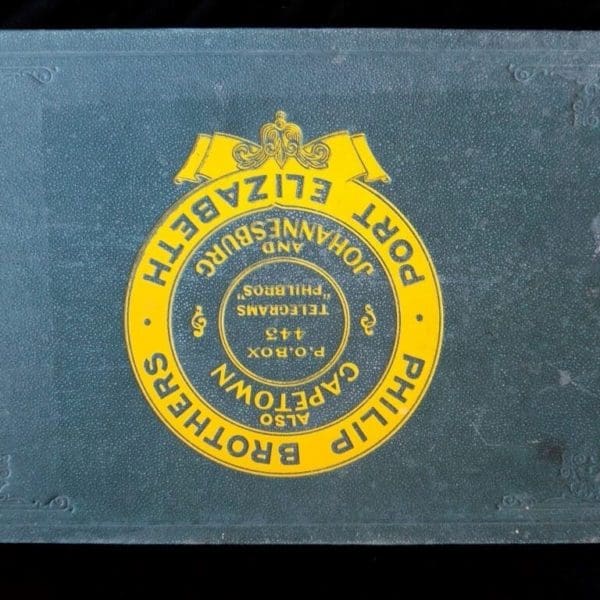 PHILIP BROTHERS
ALSO
CAPETOWN
P.O.BOX
443
TELEGRAMS
"PHILBROS"
AND
JOHANNESBURG
· PORT ELIZABETH ·